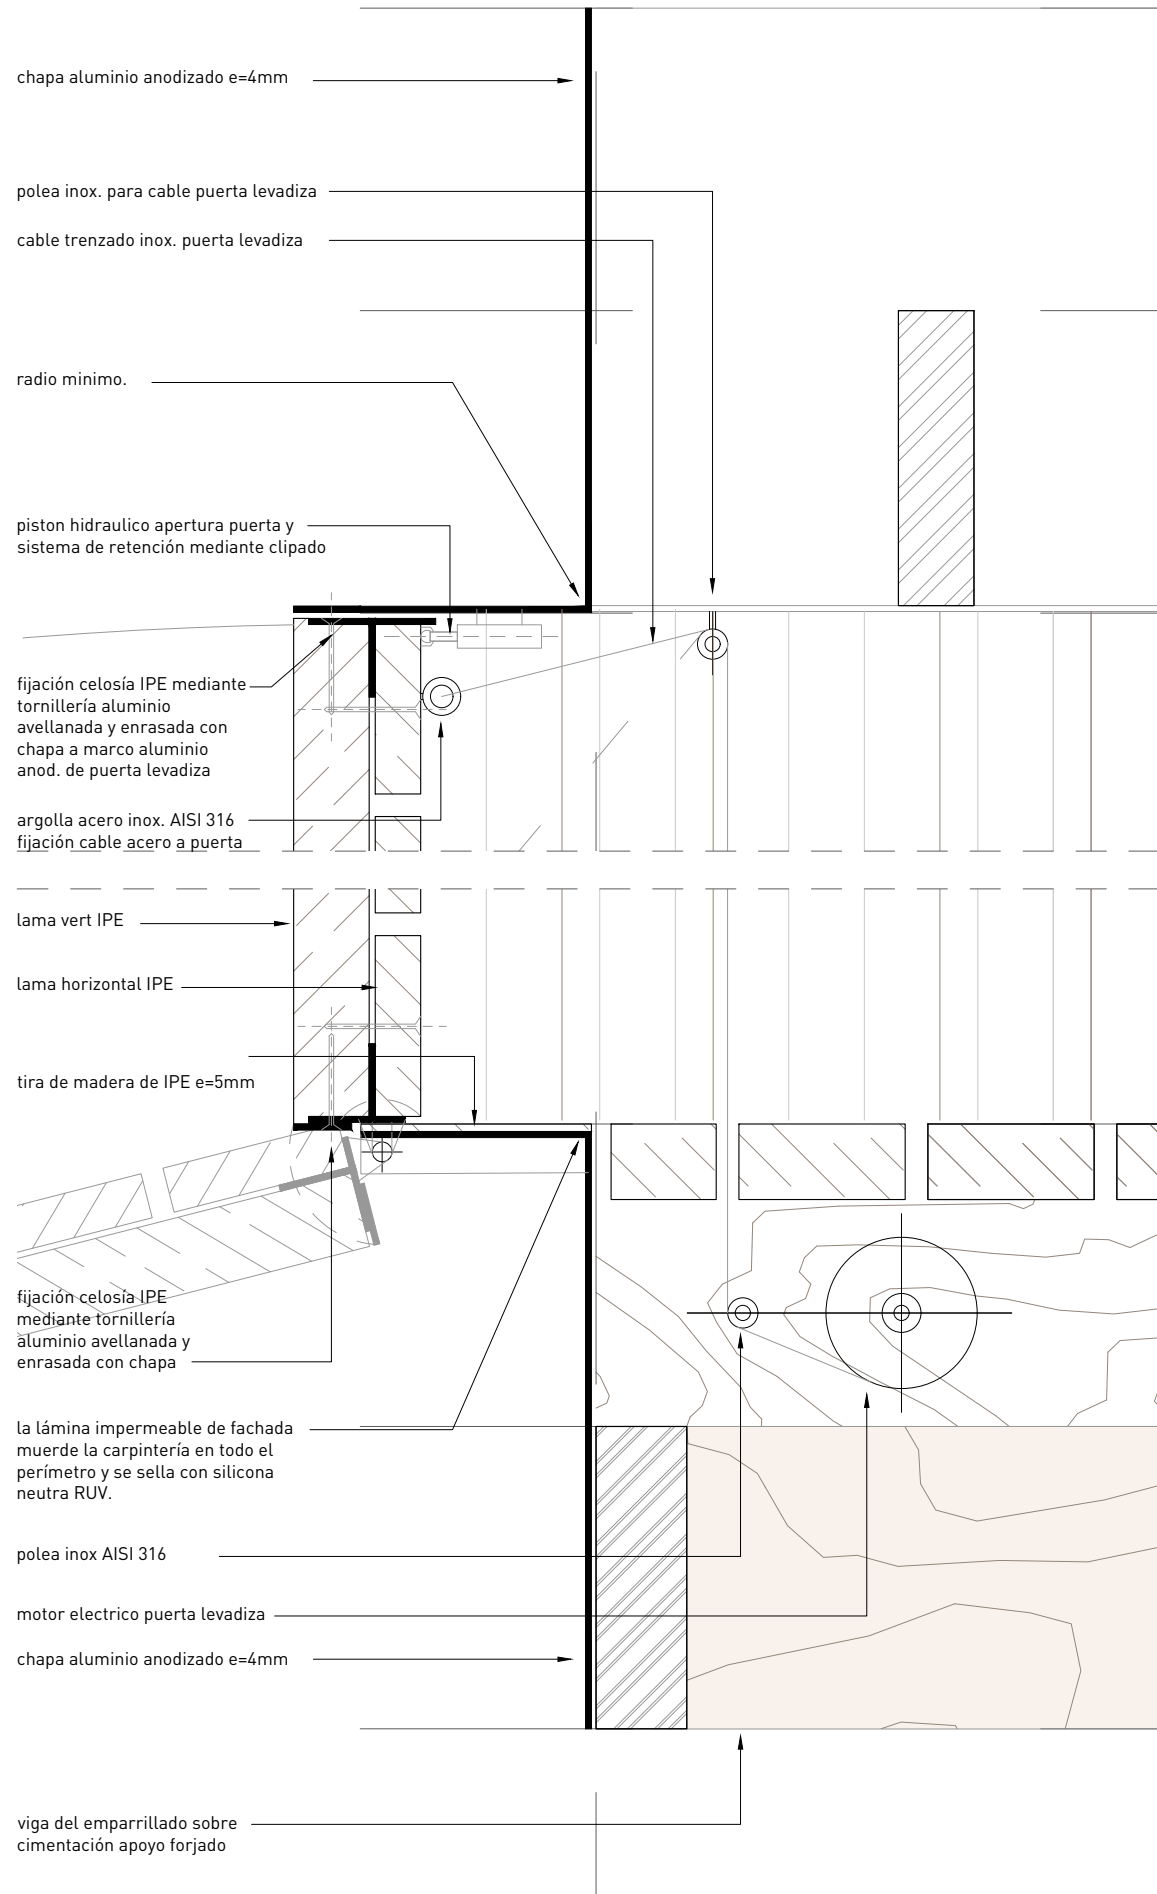 chapa aluminio anodizado e=4mm
polea inox. para cable puerta levadiza
cable trenzado inox. puerta levadiza
radio minimo.
piston hidraulico apertura puerta y
sistema de retención mediante clipado
fijación celosía IPE mediante
tornillería aluminio
avellanada y enrasada con
chapa a marco aluminio
anod. de puerta levadiza
argolla acero inox. AISI 316
fijación cable acero a puerta
lama vert IPE
lama horizontal IPE
tira de madera de IPE e=5mm
fijación celosía IPE
mediante tornillería
aluminio avellanada y
enrasada con chapa
la lámina impermeable de fachada
muerde la carpintería en todo el
perímetro y se sella con silicona
neutra RUV.
polea inox AISI 316
motor electrico puerta levadiza
chapa aluminio anodizado e=4mm
viga del emparrillado sobre
cimentación apoyo forjado